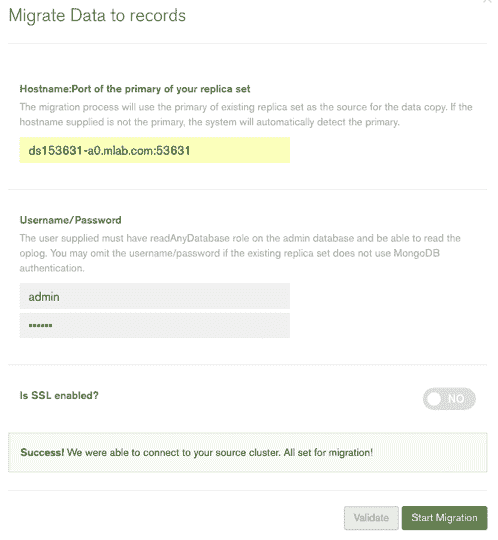 Migrate Data to records
Hostname:Port of the primary of your replica set
The migration process will use the primary of existing replica set as the source for the data copy. If the
hostname supplied is not the primary, the system will automatically detect the primary.
ds153631-a0.mlab.com:53631
Username/Password
The user supplied must have readAnyDatabase role on the admin database and be able to read the
oplog. You may omit the username/password if the existing replica set does not use MongoDB
authentication.
admin
••••••
Is SSL enabled?
NO
Success! We were able to connect to your source cluster. All set for migration!
Validate
Start Migration